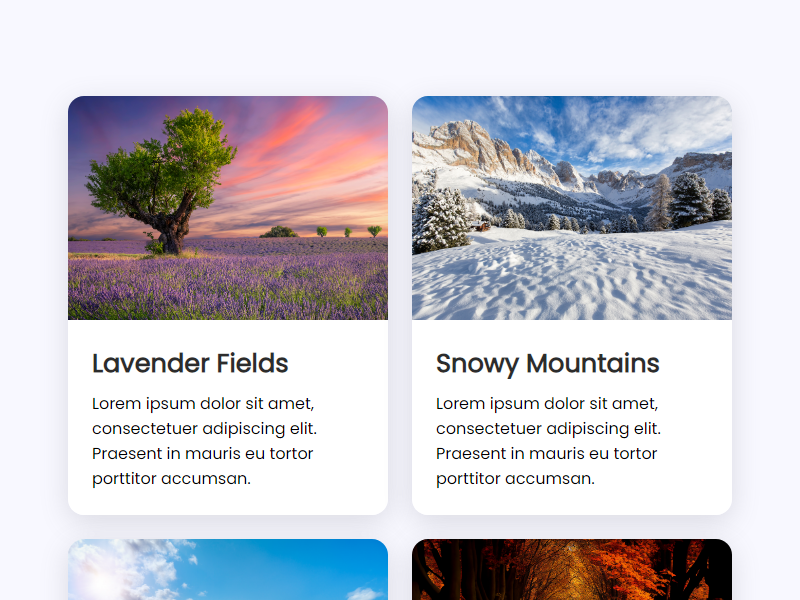 Lavender Fields
Lorem ipsum dolor sit amet,
consectetuer adipiscing elit.
Praesent in mauris eu tortor
porttitor accumsan.
Snowy Mountains
Lorem ipsum dolor sit amet,
consectetuer adipiscing elit.
Praesent in mauris eu tortor
porttitor accumsan.